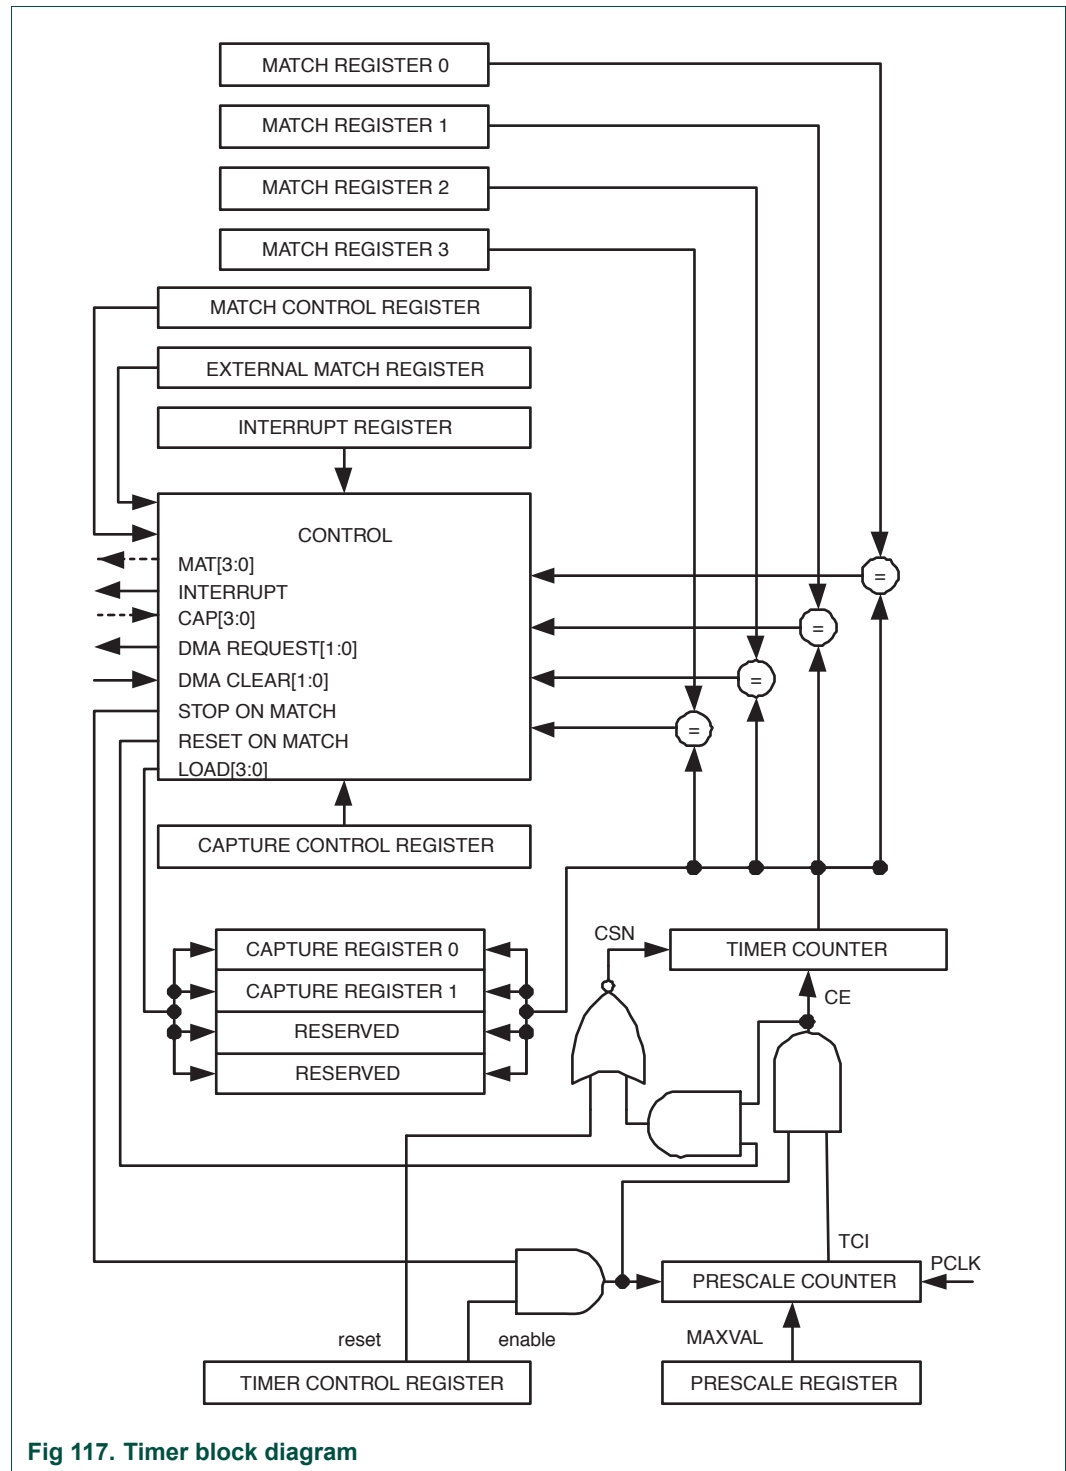 MATCH REGISTER 0
MATCH REGISTER 1
MATCH REGISTER 2
MATCH REGISTER 3
MATCH CONTROL REGISTER
EXTERNAL MATCH REGISTER
INTERRUPT REGISTER
CONTROL
MAT[3:0]
INTERRUPT
CAP[3:0]
DMA REQUEST[1:0]
DMA CLEAR[1:0]
STOP ON MATCH
RESET ON MATCH
LOAD[3:0]
=
=
=
=
CAPTURE CONTROL REGISTER
CAPTURE REGISTER 0
CAPTURE REGISTER 1
RESERVED
RESERVED
CSN
TIMER COUNTER
CE
TCI
PCLK
PRESCALE COUNTER
reset
enable
MAXVAL
TIMER CONTROL REGISTER
PRESCALE REGISTER
Fig 117. Timer block diagram